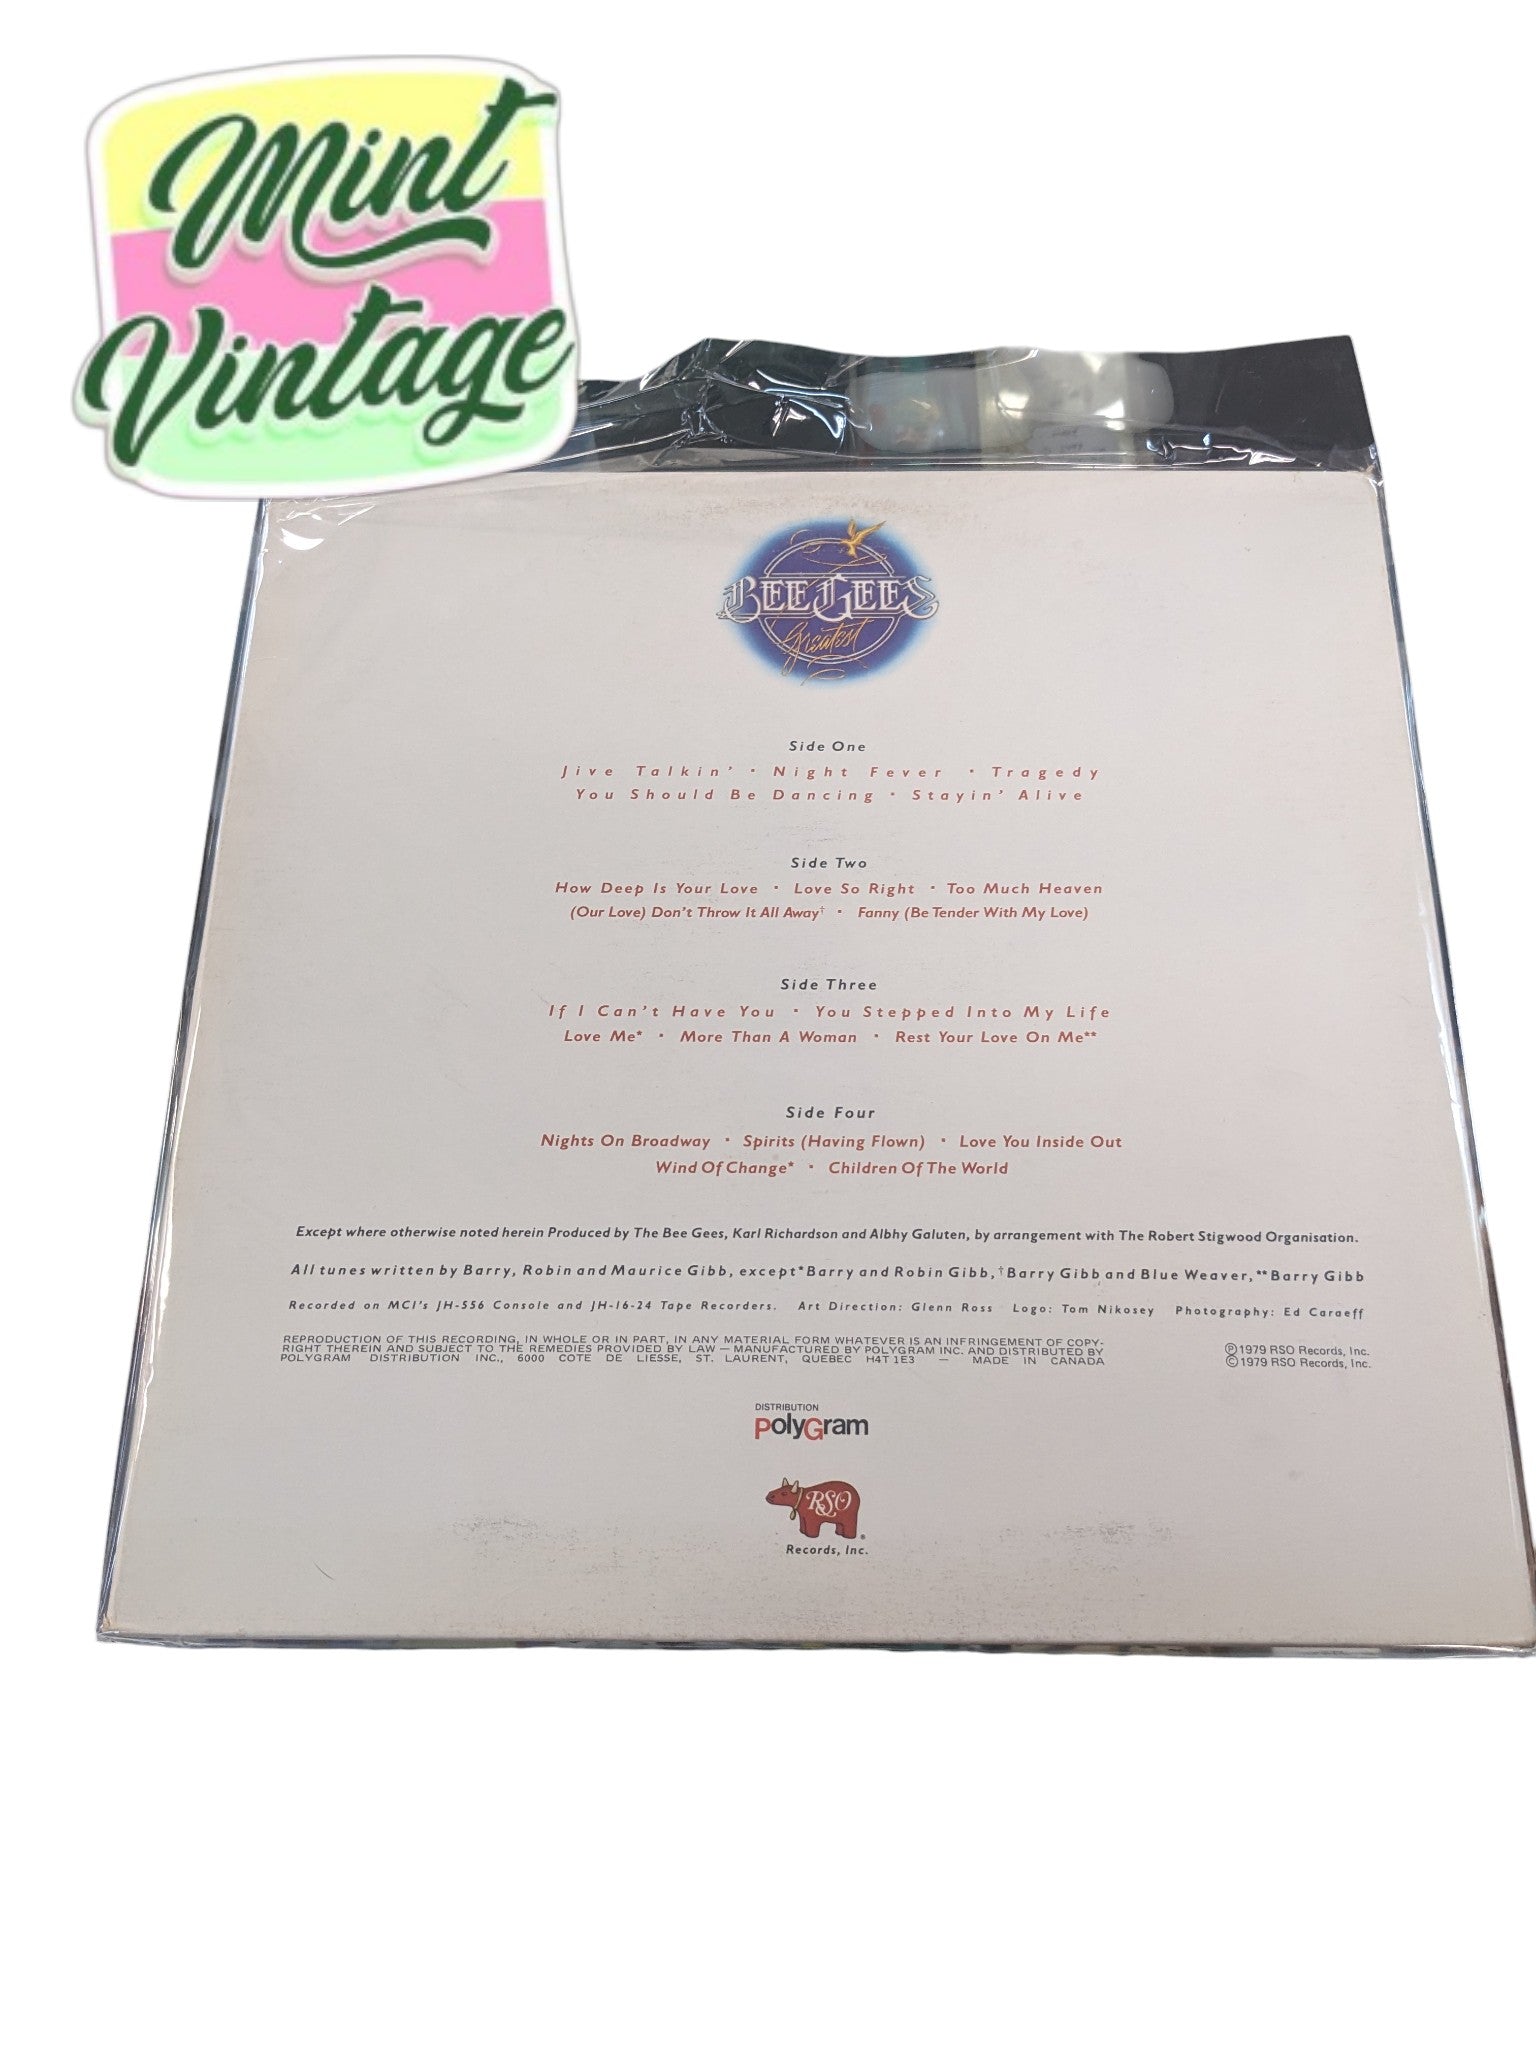 Mint
Vintage
BEE GEES
Greatest
Side One
Jive Talkin' • Night Fever • Tragedy
You Should Be Dancing • Stayin' Alive
Side Two
How Deep Is Your Love • Love So Right • Too Much Heaven
(Our Love) Don't Throw It All Away† • Fanny (Be Tender With My Love)
Side Three
If I Can't Have You • You Stepped Into My Life
Love Me* • More Than A Woman • Rest Your Love On Me**
Side Four
Nights On Broadway • Spirits (Having Flown) • Love You Inside Out
Wind Of Change* • Children Of The World
Except where otherwise noted herein Produced by The Bee Gees, Karl Richardson and Albhy Galuten, by arrangement with The Robert Stigwood Organisation.
All tunes written by Barry, Robin and Maurice Gibb, except *Barry and Robin Gibb, †Barry Gibb and Blue Weaver, **Barry Gibb
Recorded on MCI's JH-556 Console and JH-16-24 Tape Recorders. Art Direction: Glenn Ross Logo: Tom Nikosey Photography: Ed Caraeff
REPRODUCTION OF THIS RECORDING, IN WHOLE OR IN PART, IN ANY MATERIAL FORM WHATEVER IS AN INFRINGEMENT OF COPY-
RIGHT THEREIN AND SUBJECT TO THE REMEDIES PROVIDED BY LAW — MANUFACTURED BY POLYGRAM INC. AND DISTRIBUTED BY
POLYGRAM DISTRIBUTION INC., 6000 COTE DE LIESSE, ST. LAURENT, QUEBEC H4T 1E3 — MADE IN CANADA
℗1979 RSO Records, Inc.
©1979 RSO Records, Inc.
DISTRIBUTION
PolyGram
RSO
®
Records, Inc.